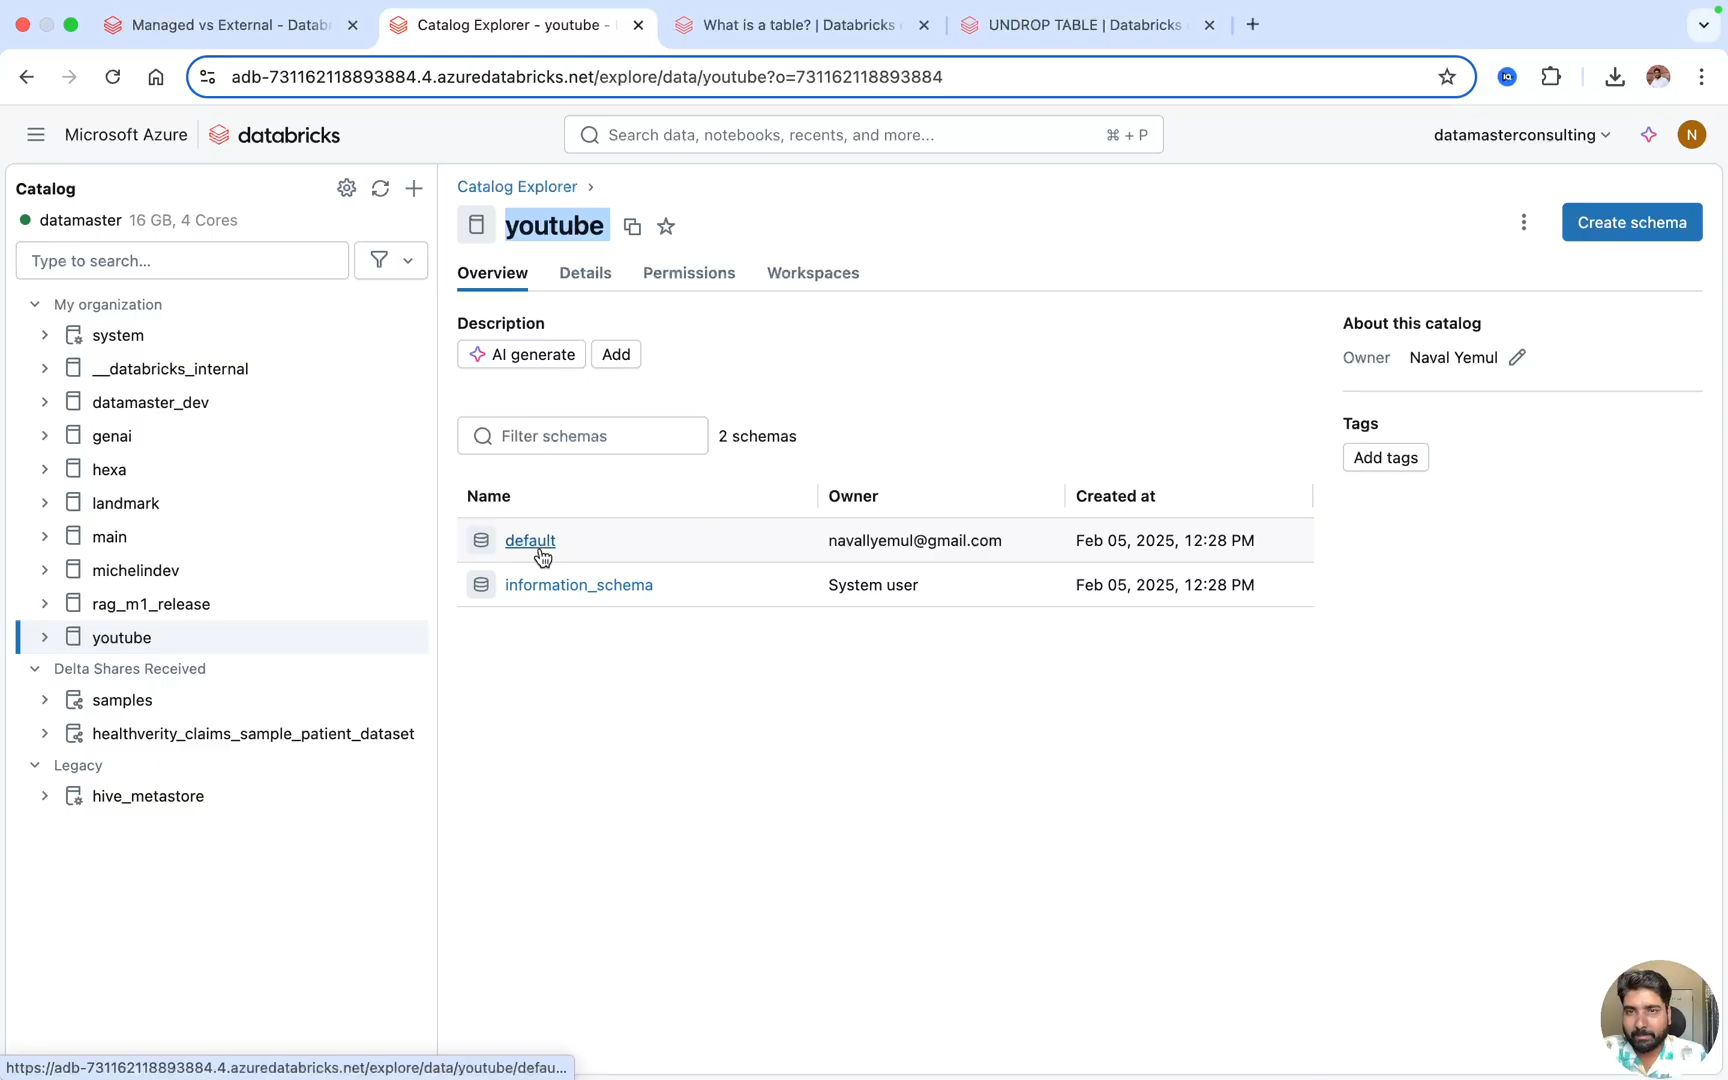 Managed vs External - Datab
Catalog Explorer - youtube -
What is a table? | Databricks
UNDROP TABLE | Databricks
adb-731162118893884.4.azuredatabricks.net/explore/data/youtube?o=731162118893884
Microsoft Azure
databricks
Search data, notebooks, recents, and more...
⌘ + P
datamasterconsulting
N
Catalog
datamaster 16 GB, 4 Cores
Type to search...
My organization
system
__databricks_internal
datamaster_dev
genai
hexa
landmark
main
michelindev
rag_m1_release
youtube
Delta Shares Received
samples
healthverity_claims_sample_patient_dataset
Legacy
hive_metastore
Catalog Explorer ›
youtube
Create schema
Overview Details Permissions Workspaces
Description
AI generate Add
Filter schemas 2 schemas
Name Owner Created at
default navallyemul@gmail.com Feb 05, 2025, 12:28 PM
information_schema System user Feb 05, 2025, 12:28 PM
About this catalog
Owner Naval Yemul
Tags
Add tags
https://adb-731162118893884.4.azuredatabricks.net/explore/data/youtube/defau...